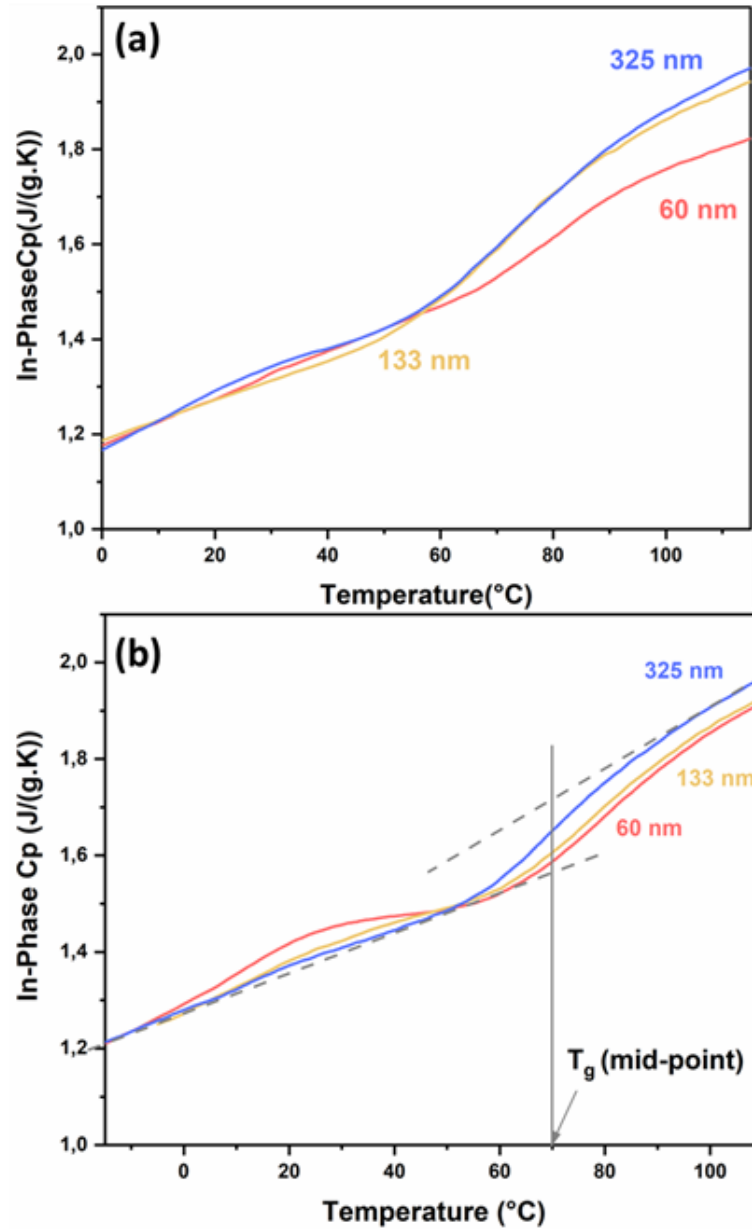 (a)
325 nm
60 nm
133 nm
In-PhaseCp(J/(g.K))
2,0
1,8
1,6
1,4
1,2
1,0
0 20 40 60 80 100
Temperature(°C)
(b)
325 nm
133 nm
60 nm
In-Phase Cp (J/(g.K))
2,0
1,8
1,6
1,4
1,2
1,0
Tg (mid-point)
0 20 40 60 80 100
Temperature (°C)